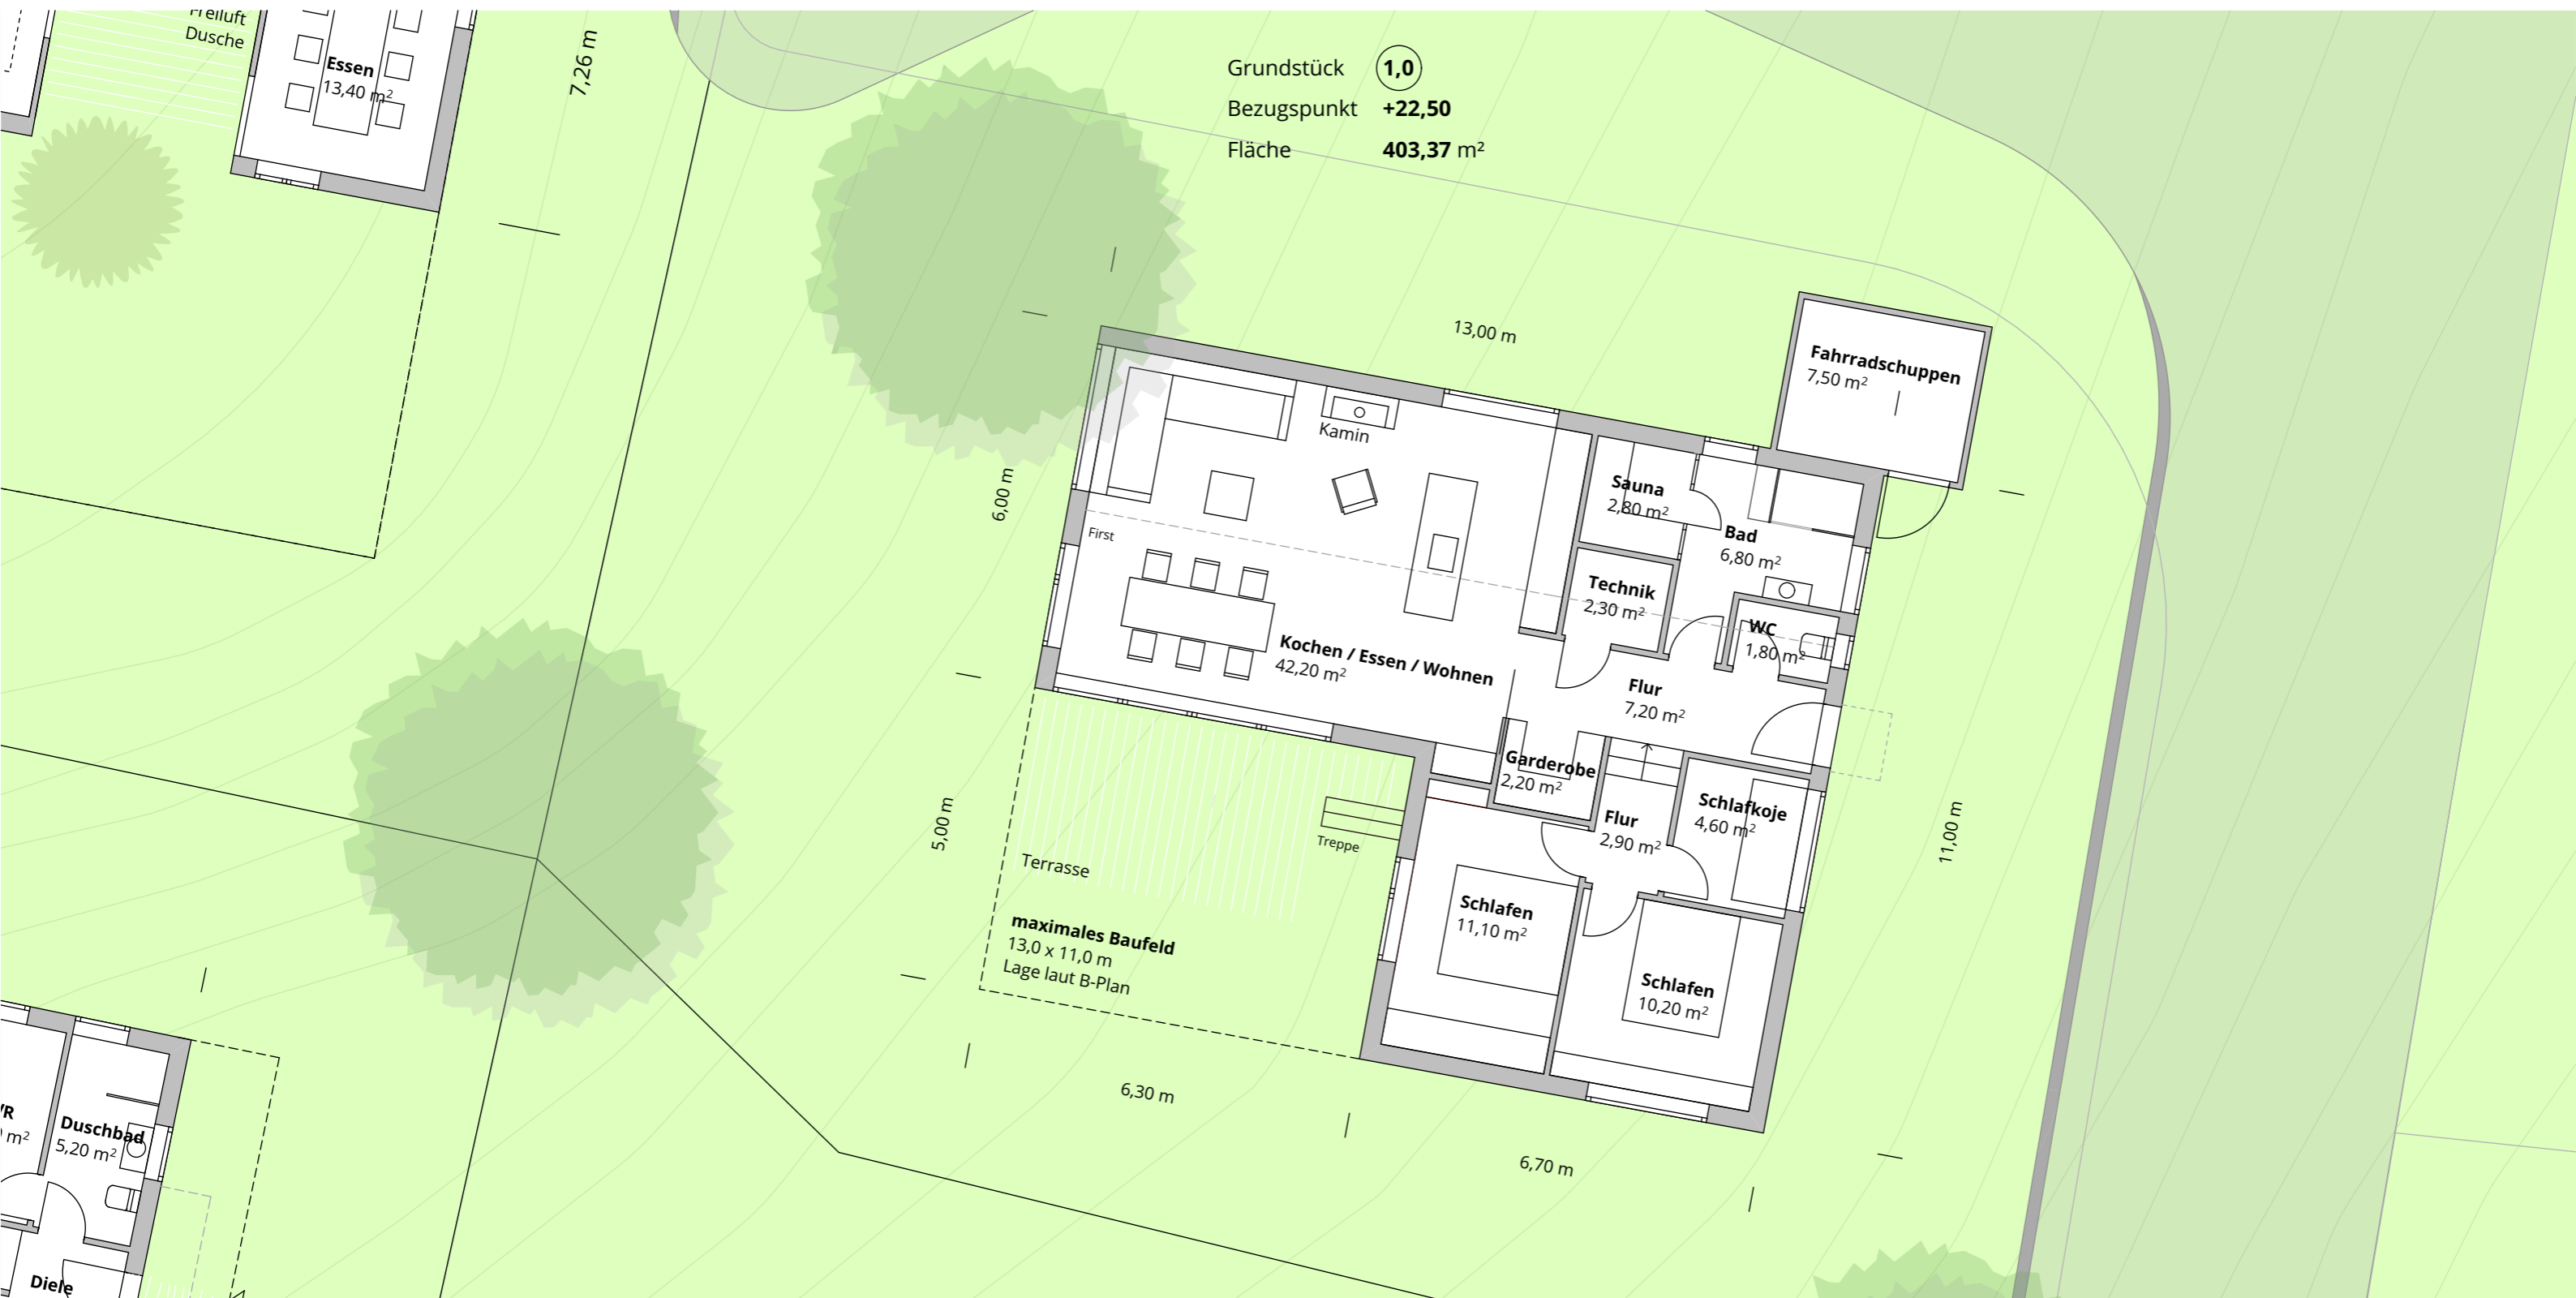 Freiluft
Dusche
Essen
13,40 m²
7,26 m
Grundstück 1,0
Bezugspunkt +22,50
Fläche 403,37 m²
13,00 m
Fahrradschuppen
7,50 m²
Kamin
6,00 m
First
Sauna
2,80 m²
Bad
6,80 m²
Technik
2,30 m²
WC
1,80 m²
Kochen / Essen / Wohnen
42,20 m²
Flur
7,20 m²
Garderobe
2,20 m²
Schlafkoje
4,60 m²
Flur
2,90 m²
11,00 m
5,00 m
Treppe
Terrasse
maximales Baufeld
13,0 x 11,0 m
Lage laut B-Plan
Schlafen
11,10 m²
Schlafen
10,20 m²
6,30 m
6,70 m
m²
Duschbad
5,20 m²
Diele